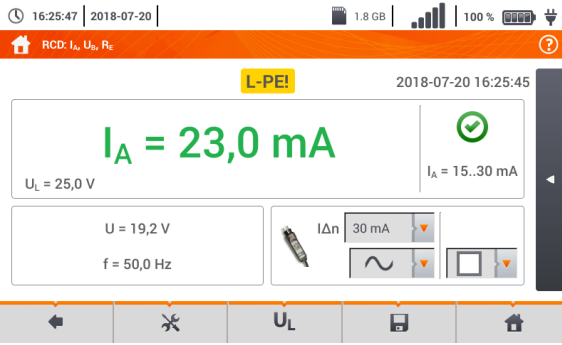 16:25:47 2018-07-20 1.8 GB 100 %
RCD: IA, UB, RE ?
L-PE! 2018-07-20 16:25:45
IA = 23,0 mA
IA = 15..30 mA
UL = 25,0 V
U = 19,2 V
f = 50,0 Hz
IΔn 30 mA
UL